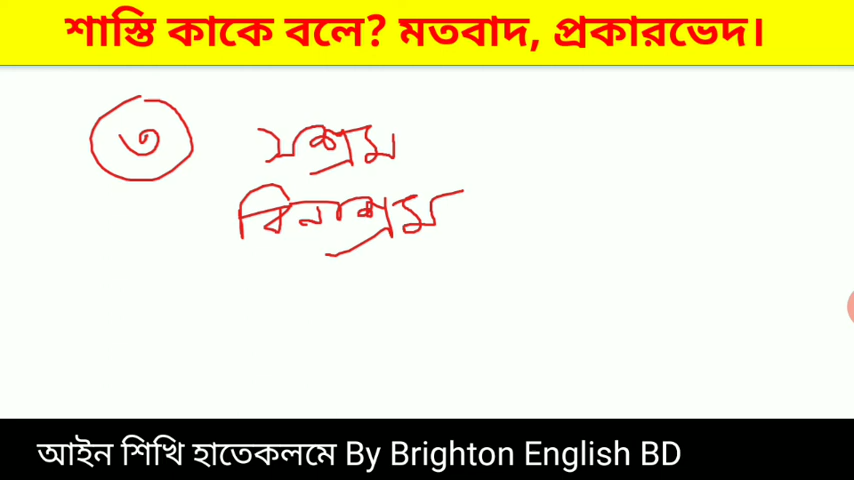 শাস্তি কাকে বলে? মতবাদ, প্রকারভেদ।
৩ সশ্রম
বিনাশ্রম
আইন শিখি হাতেকলমে By Brighton English BD